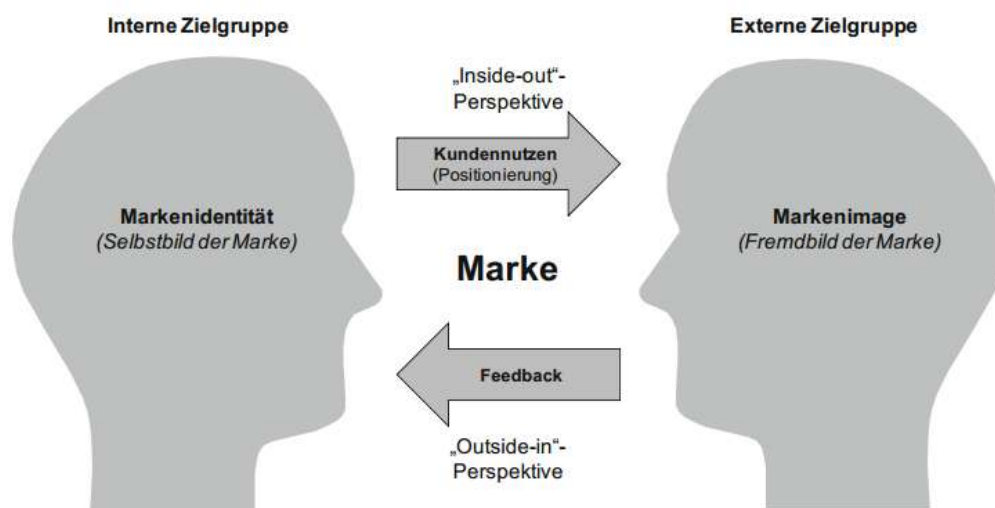 Interne Zielgruppe
Externe Zielgruppe
„Inside-out“-
Perspektive
Kundennutzen
(Positionierung)
Markenidentität
(Selbstbild der Marke)
Markenimage
(Fremdbild der Marke)
Marke
Feedback
„Outside-in“-
Perspektive